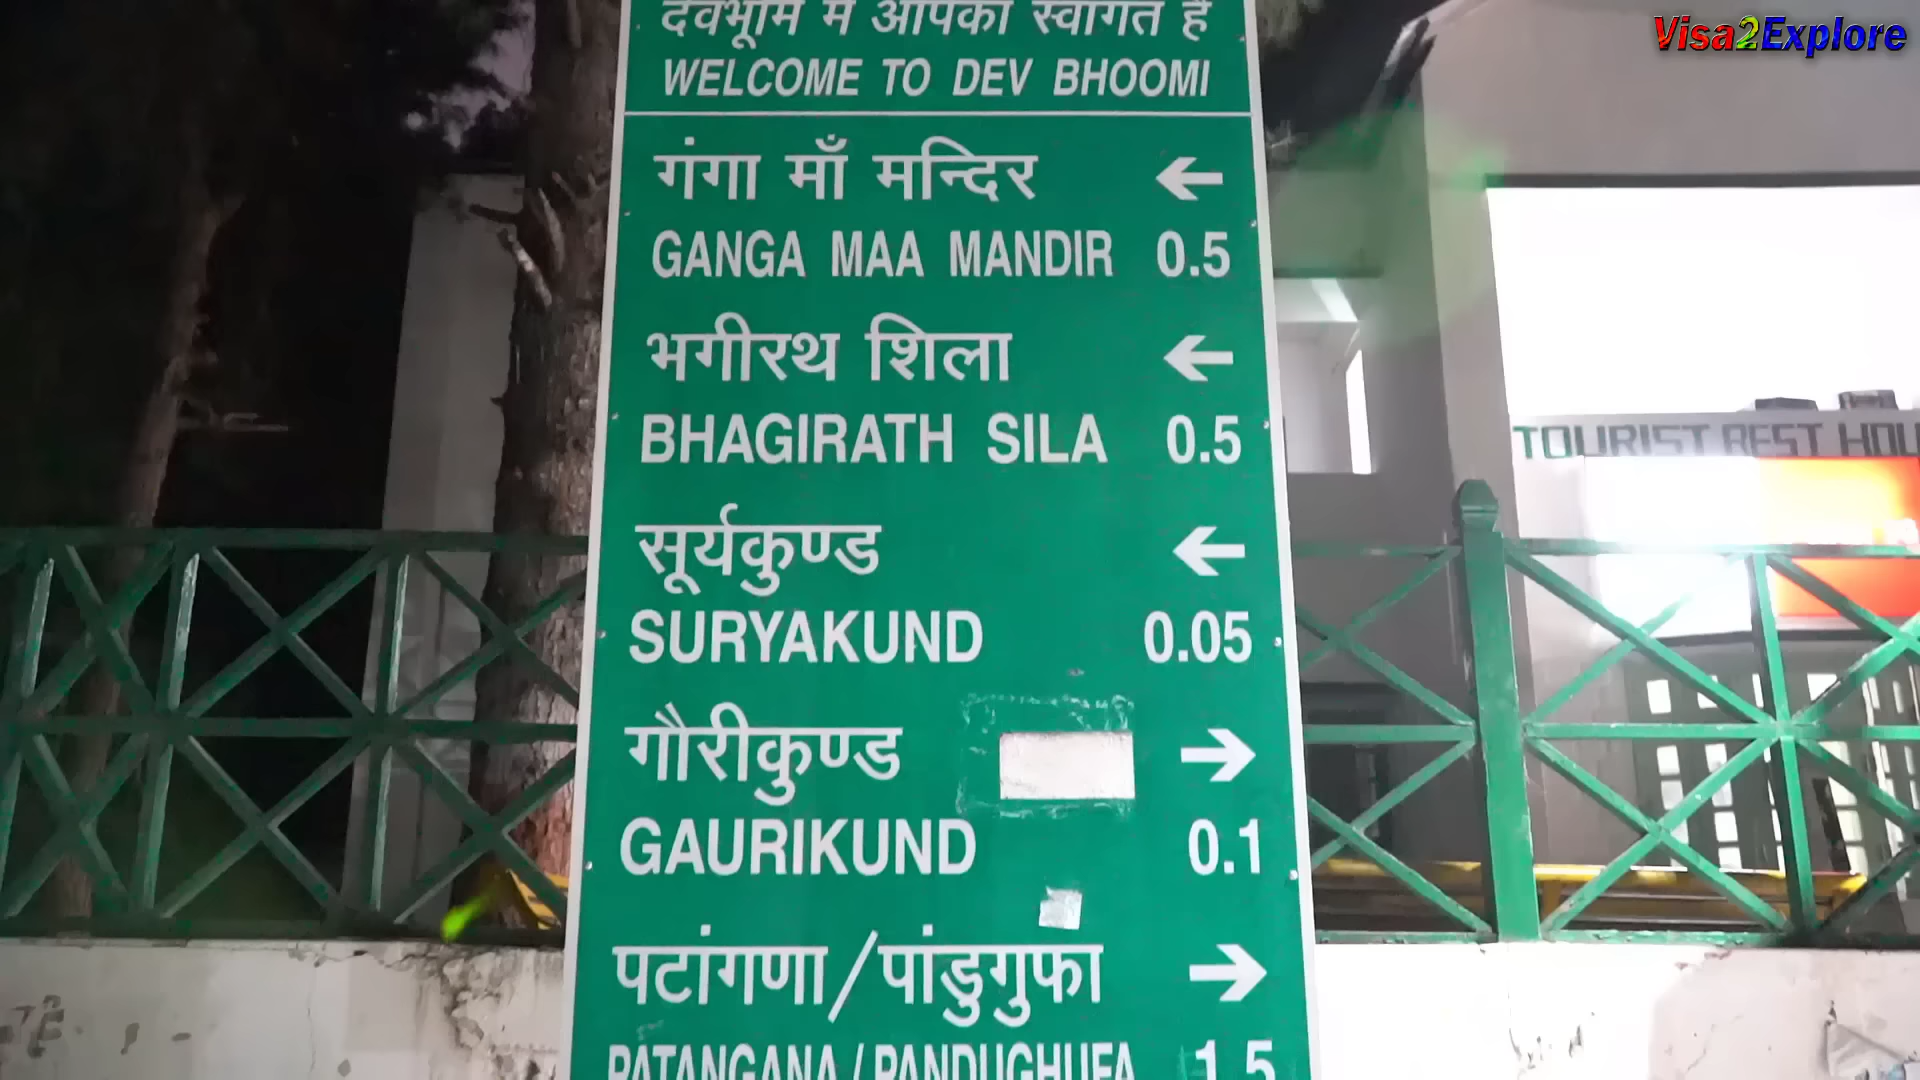 देवभूमि में आपका स्वागत है
WELCOME TO DEV BHOOMI
गंगा माँ मन्दिर ←
GANGA MAA MANDIR 0.5
भगीरथ शिला ←
BHAGIRATH SILA 0.5
सूर्यकुण्ड ←
SURYAKUND 0.05
गौरीकुण्ड →
GAURIKUND 0.1
पटांगणा/पांडुगुफा →
PATANGANA/PANDUGHUFA 1.5
TOURIST REST HOU
Visa2Explore